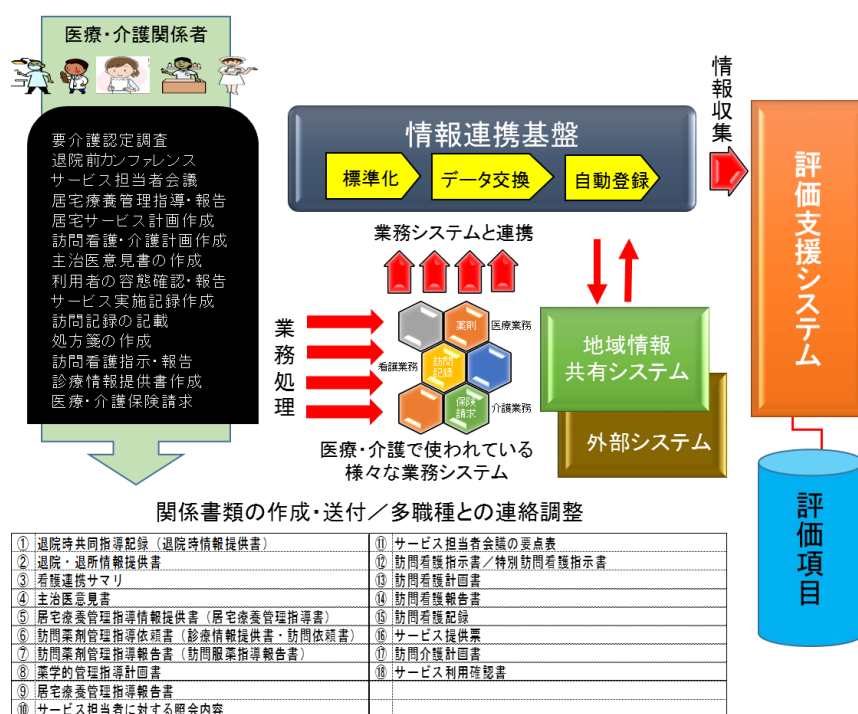 医療・介護関係者
要介護認定調査
退院前カンファレンス
サービス担当者会議
居宅療養管理指導・報告
居宅サービス計画作成
訪問看護・介護計画作成
主治医意見書の作成
利用者の容態確認・報告
サービス実施記録作成
訪問記録の記載
処方箋の作成
訪問看護指示・報告
診療情報提供書作成
医療・介護保険請求
情報連携基盤
標準化
データ交換
自動登録
情報収集
評価支援システム
評価項目
業務システムと連携
業務処理
薬剤
医療業務
看護業務
訪問
記録
保険
請求
介護業務
医療・介護で使われている
様々な業務システム
地域情報
共有システム
外部システム
関係書類の作成・送付／多職種との連絡調整
① 退院時共同指導記録（退院時情報提供書）
② 退院・退所情報提供書
③ 看護連携サマリ
④ 主治医意見書
⑤ 居宅療養管理指導情報提供書（居宅療養管理指導書）
⑥ 訪問薬剤管理指導依頼書（診療情報提供書・訪問依頼書）
⑦ 訪問薬剤管理指導報告書（訪問服薬指導報告書）
⑧ 薬学的管理指導計画書
⑨ 居宅療養管理指導報告書
⑩ サービス担当者に対する照会内容
⑪ サービス担当者会議の要点表
⑫ 訪問看護指示書／特別訪問看護指示書
⑬ 訪問看護計画書
⑭ 訪問看護報告書
⑮ 訪問看護記録
⑯ サービス提供票
⑰ 訪問介護計画書
⑱ サービス利用確認書